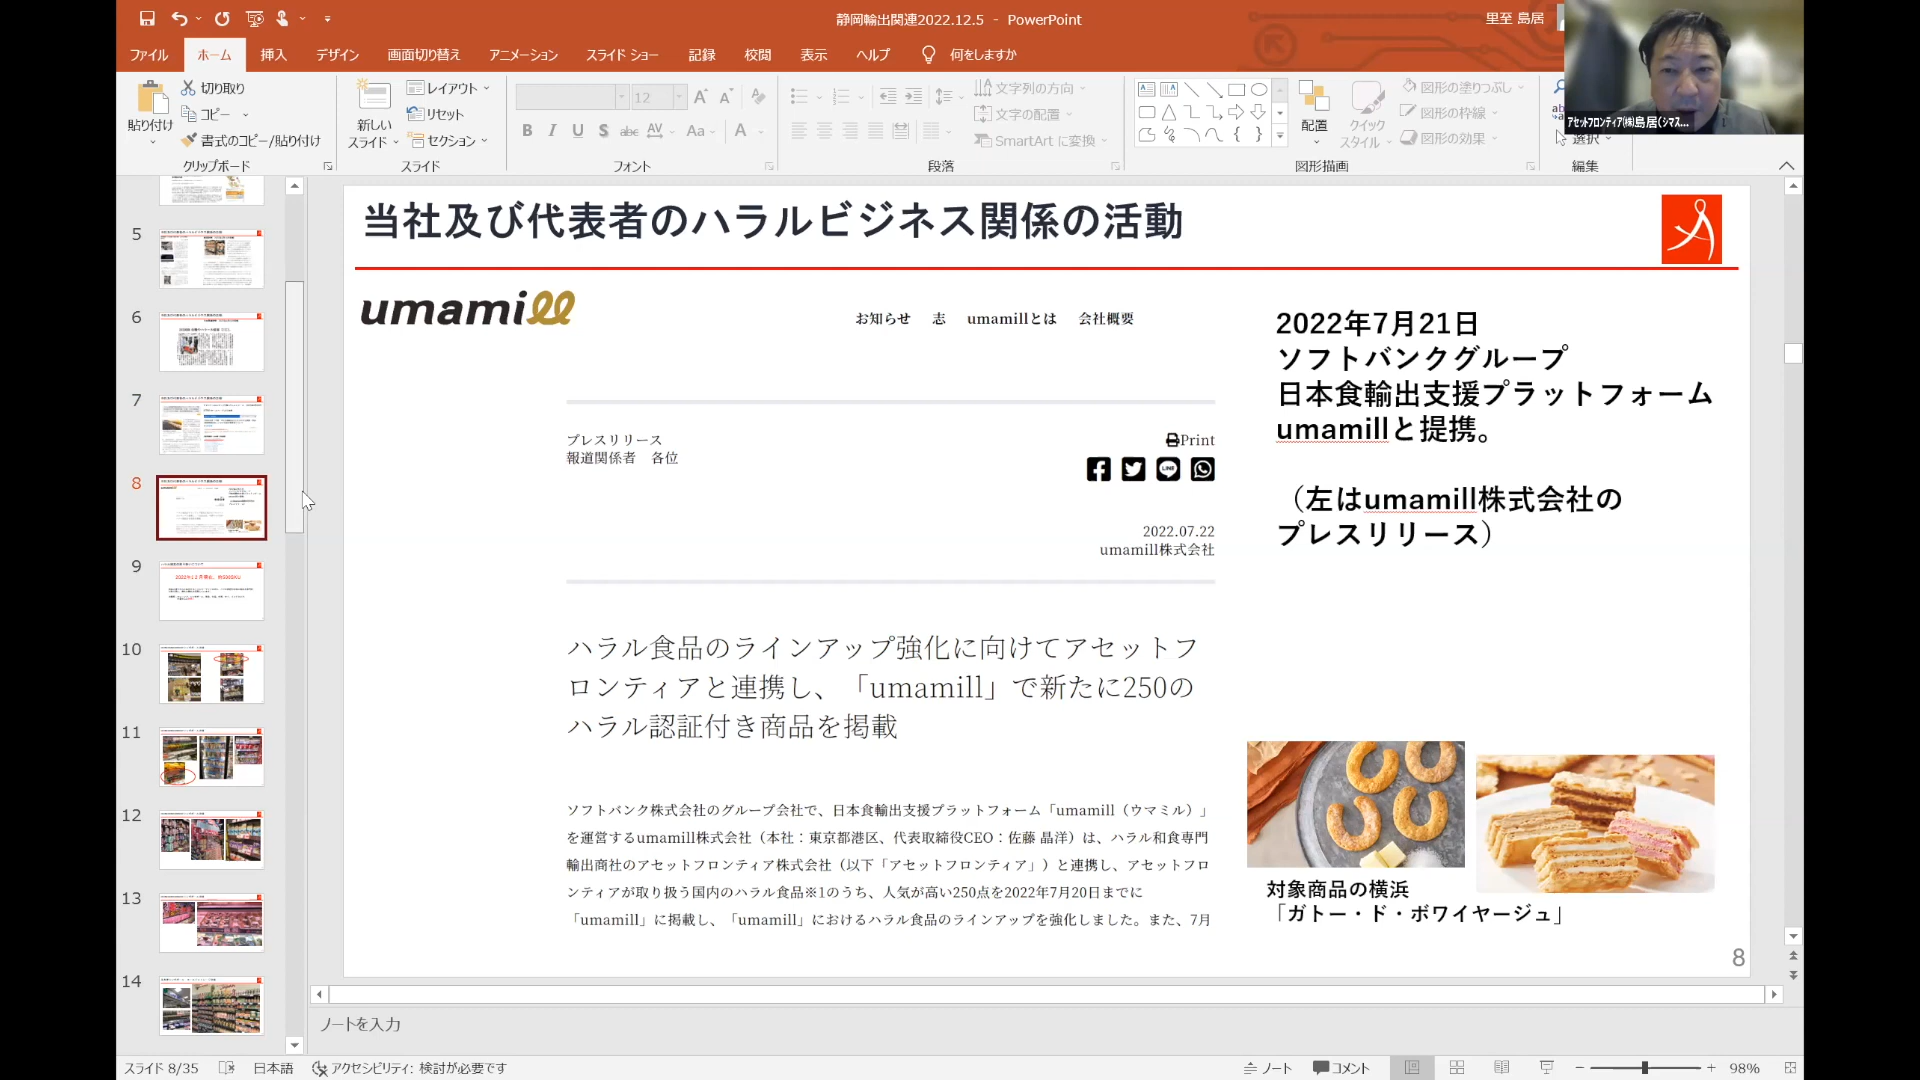 静岡輸出関連2022.12.5 - PowerPoint
里至 島居
ファイル ホーム 挿入 デザイン 画面切り替え アニメーション スライド ショー 記録 校閲 表示 ヘルプ 何をしますか
貼り付け
切り取り
コピー
書式のコピー/貼り付け
クリップボード
新しい
スライド
レイアウト
リセット
セクション
スライド
12
フォント
文字列の方向
文字の配置
SmartArt に変換
段落
配置
クイック
スタイル
図形の塗りつぶし
図形の枠線
図形の効果
図形描画
選択
編集
アセットフロンティア(株)島居(シマス...
5
6
7
8
9
10
11
12
13
14
当社及び代表者のハラルビジネス関係の活動
umamill
お知らせ 志 umamillとは 会社概要
プレスリリース
報道関係者 各位
Print
LINE
2022.07.22
umamill株式会社
ハラル食品のラインアップ強化に向けてアセットフ
ロンティアと連携し、「umamill」で新たに250の
ハラル認証付き商品を掲載
ソフトバンク株式会社のグループ会社で、日本食輸出支援プラットフォーム「umamill（ウマミル）」
を運営するumamill株式会社（本社：東京都港区、代表取締役CEO：佐藤 晶洋）は、ハラル和食専門
輸出商社のアセットフロンティア株式会社（以下「アセットフロンティア」）と連携し、アセットフロ
ンティアが取り扱う国内のハラル食品※1のうち、人気が高い250点を2022年7月20日までに
「umamill」に掲載し、「umamill」におけるハラル食品のラインアップを強化しました。また、7月
2022年7月21日
ソフトバンクグループ
日本食輸出支援プラットフォーム
umamillと提携。
（左はumamill株式会社の
プレスリリース）
対象商品の横浜
「ガトー・ド・ボワイヤージュ」
8
ノートを入力
スライド 8/35 日本語 アクセシビリティ: 検討が必要です ノート コメント 98%